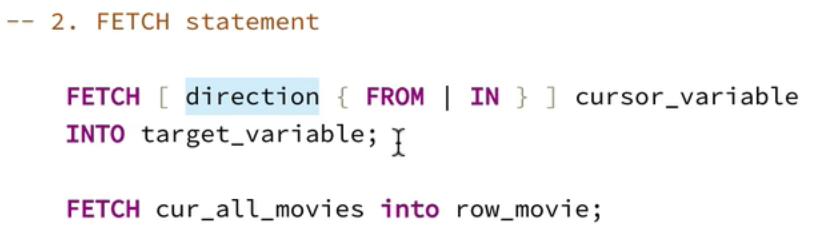 -- 2. FETCH statement
FETCH [ direction { FROM | IN } ] cursor_variable
INTO target_variable;
FETCH cur_all_movies into row_movie;